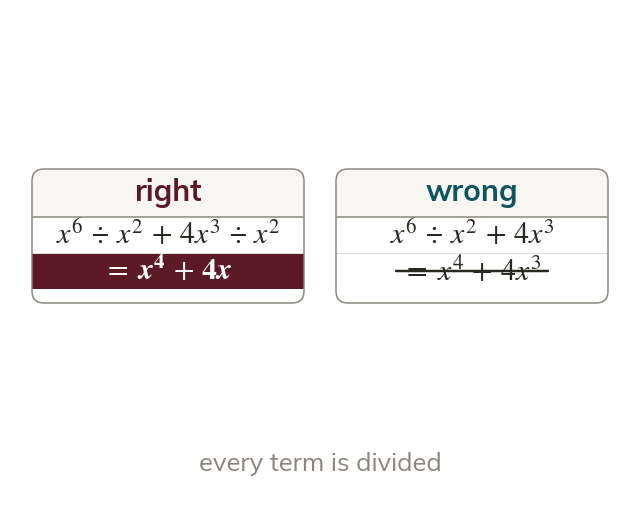 right
x⁶ ÷ x² + 4x³ ÷ x²
= x⁴ + 4x
wrong
x⁶ ÷ x² + 4x³
= x⁴ + 4x³
every term is divided